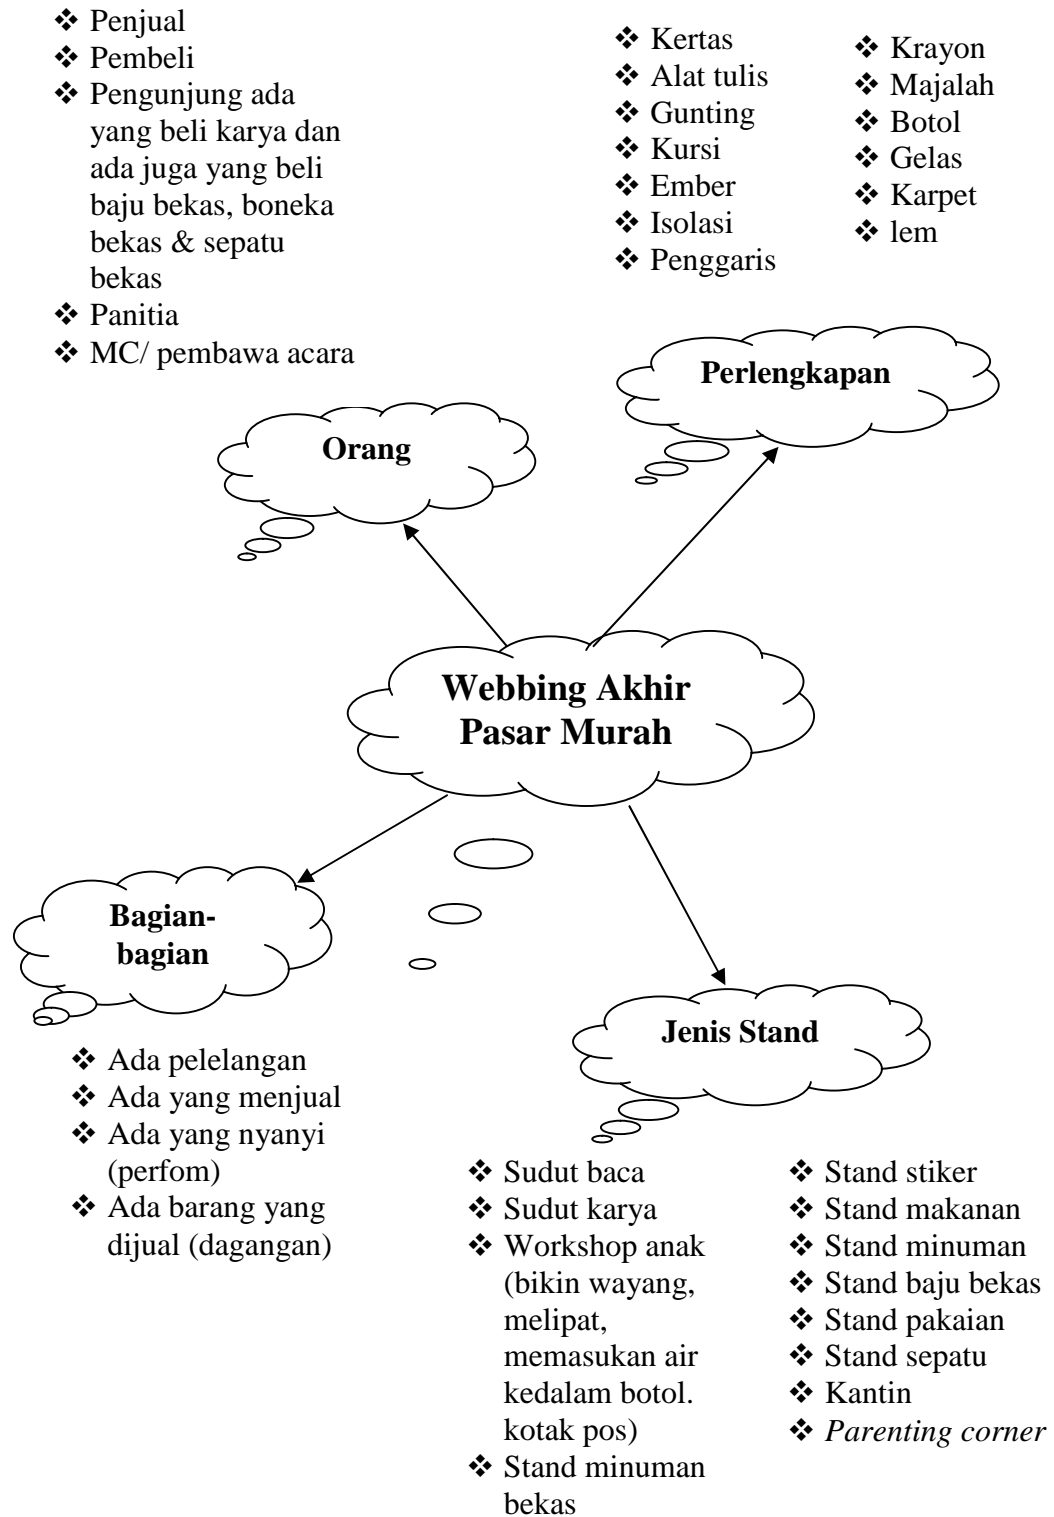 ❖ Penjual
❖ Pembeli
❖ Pengunjung ada
yang beli karya dan
ada juga yang beli
baju bekas, boneka
bekas & sepatu
bekas
❖ Panitia
❖ MC/ pembawa acara
❖ Kertas
❖ Alat tulis
❖ Gunting
❖ Kursi
❖ Ember
❖ Isolasi
❖ Penggaris
❖ Krayon
❖ Majalah
❖ Botol
❖ Gelas
❖ Karpet
❖ lem
Perlengkapan
Orang
Webbing Akhir
Pasar Murah
Bagian-
bagian
Jenis Stand
❖ Ada pelelangan
❖ Ada yang menjual
❖ Ada yang nyanyi
(perfom)
❖ Ada barang yang
dijual (dagangan)
❖ Sudut baca
❖ Sudut karya
❖ Workshop anak
(bikin wayang,
melipat,
memasukan air
kedalam botol.
kotak pos)
❖ Stand minuman
bekas
❖ Stand stiker
❖ Stand makanan
❖ Stand minuman
❖ Stand baju bekas
❖ Stand pakaian
❖ Stand sepatu
❖ Kantin
❖ Parenting corner